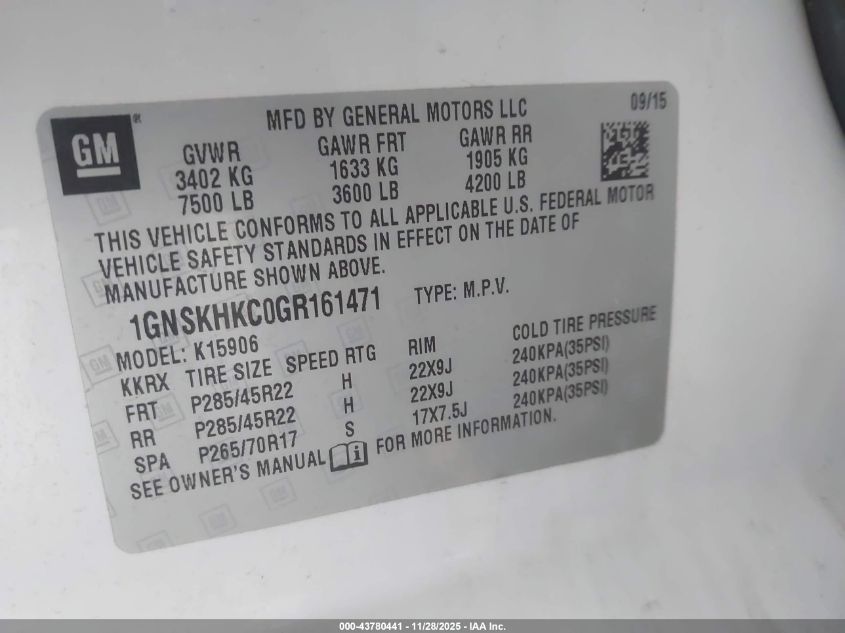 GM
MFD BY GENERAL MOTORS LLC
09/15
GVWR GAWR FRT GAWR RR
3402 KG 1633 KG 1905 KG
7500 LB 3600 LB 4200 LB
THIS VEHICLE CONFORMS TO ALL APPLICABLE U.S. FEDERAL MOTOR
VEHICLE SAFETY STANDARDS IN EFFECT ON THE DATE OF
MANUFACTURE SHOWN ABOVE.
1GNSKHKC0GR161471 TYPE: M.P.V.
MODEL: K15906
KKRX TIRE SIZE SPEED RTG RIM COLD TIRE PRESSURE
FRT P285/45R22 H 22X9J 240KPA(35PSI)
RR P285/45R22 H 22X9J 240KPA(35PSI)
SPA P265/70R17 S 17X7.5J 240KPA(35PSI)
SEE OWNER'S MANUAL i FOR MORE INFORMATION.
000-43780441 - 11/28/2025 - IAA Inc.